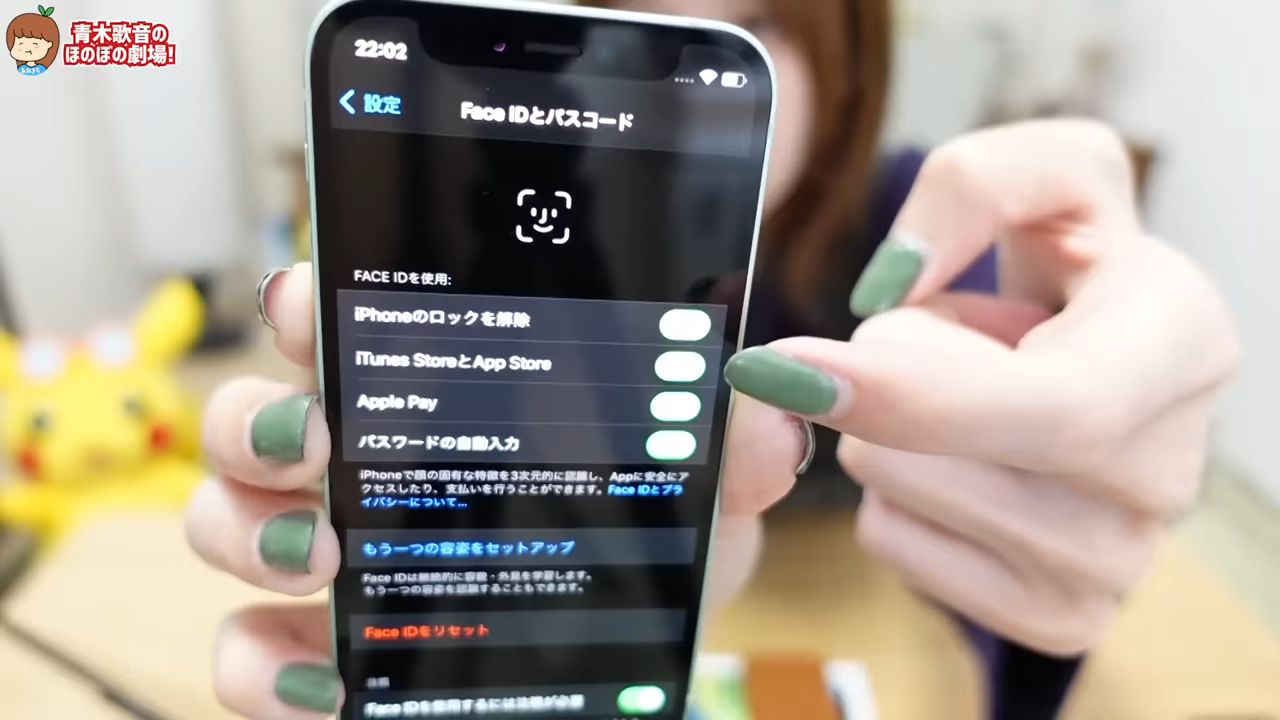 青木歌音の
ほのぼの劇場!
22:02
設定
Face IDとパスコード
FACE IDを使用:
iPhoneのロックを解除
iTunes StoreとApp Store
Apple Pay
パスワードの自動入力
iPhoneで顔の固有な特徴を3次元的に認識し、Appに安全にア
クセスしたり、支払いを行うことができます。Face IDとプラ
イバシーについて...
もう一つの容姿をセットアップ
Face IDは継続的に容貌・外見を学習します。
もう一つの容姿を認識することもできます。
Face IDをリセット
注視
Face IDを使用するには注視が必要